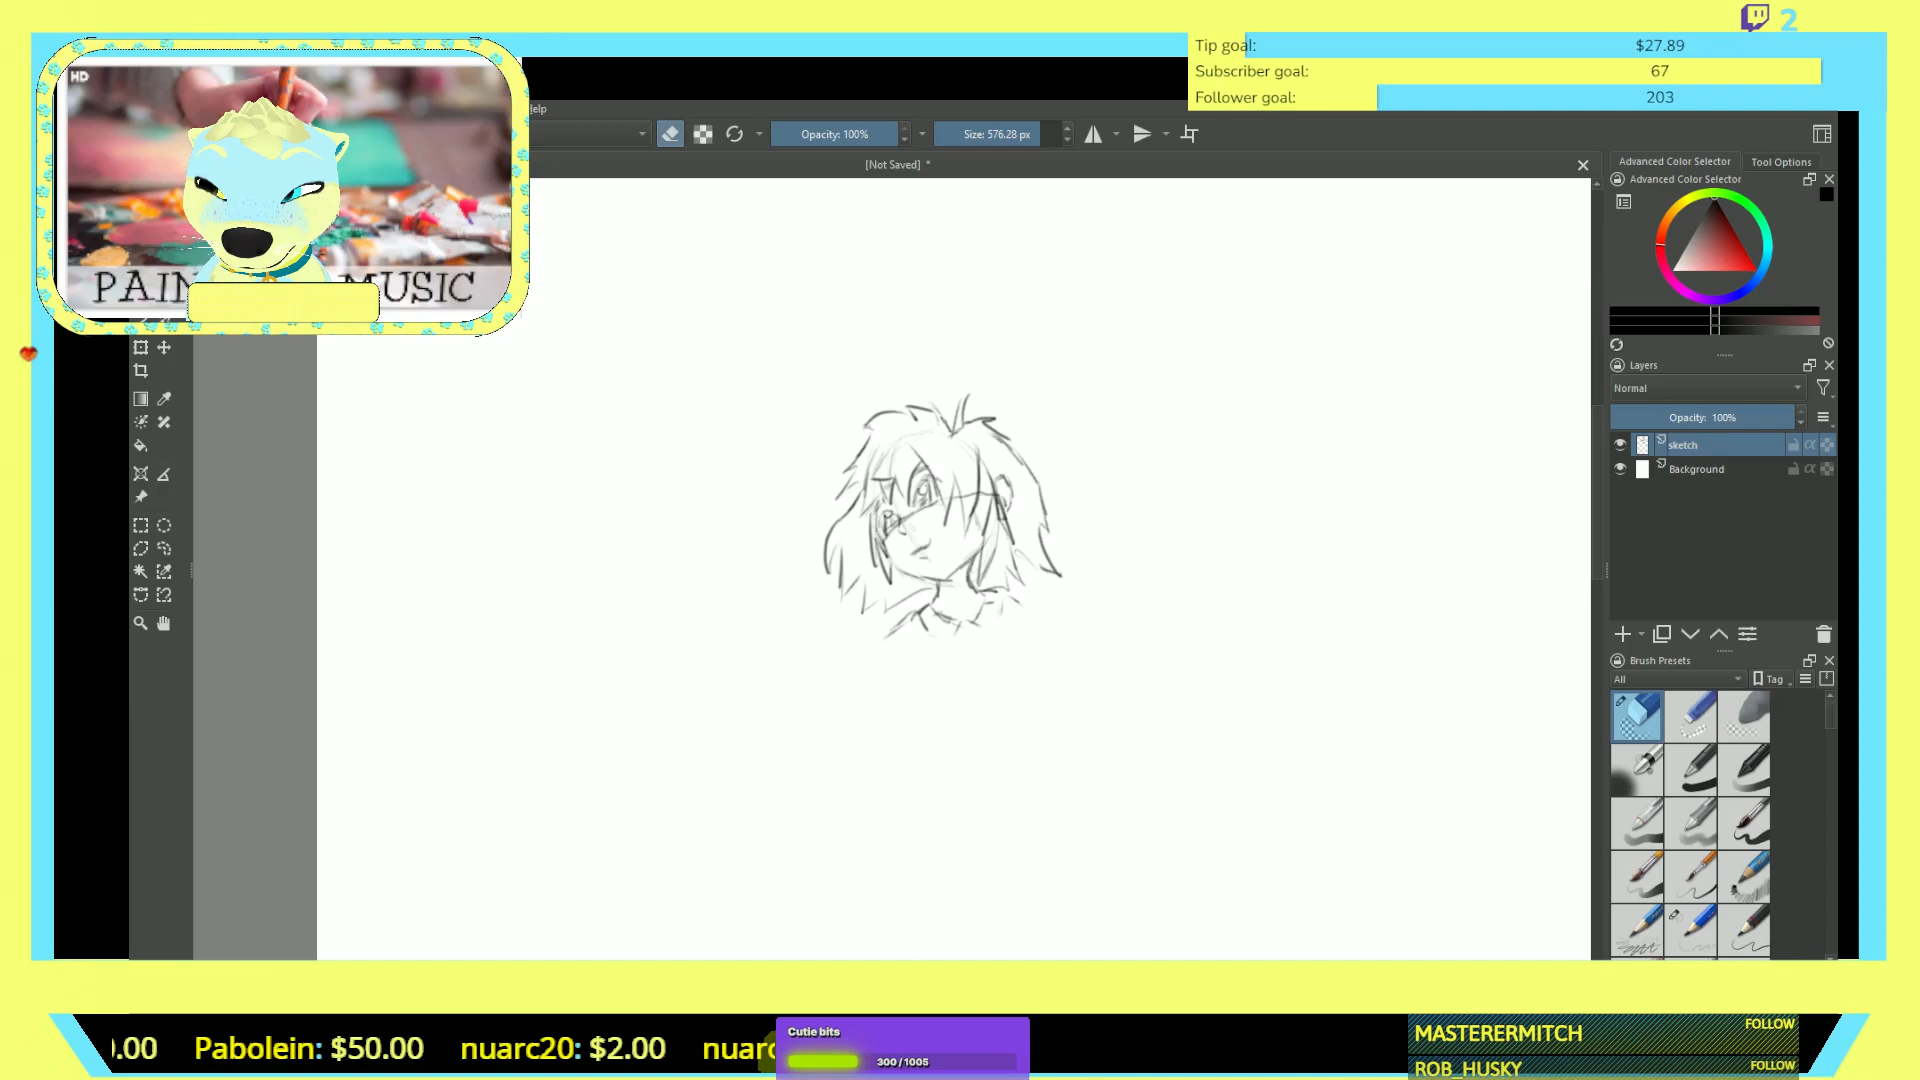 2
Tip goal: $27.89
Subscriber goal: 67
Follower goal: 203
HD
Help
Opacity: 100%
Size: 576.28 px
[Not Saved] *
Advanced Color Selector
Tool Options
Advanced Color Selector
MUSIC
Layers
Normal
Opacity: 100%
sketch
Background
Brush Presets
All
Tag
.00 Pabolein: $50.00 nuarc20: $2.00 nuarc
Cutie bits
300/1005
MASTERERMITCH FOLLOW
ROB_HUSKY FOLLOW